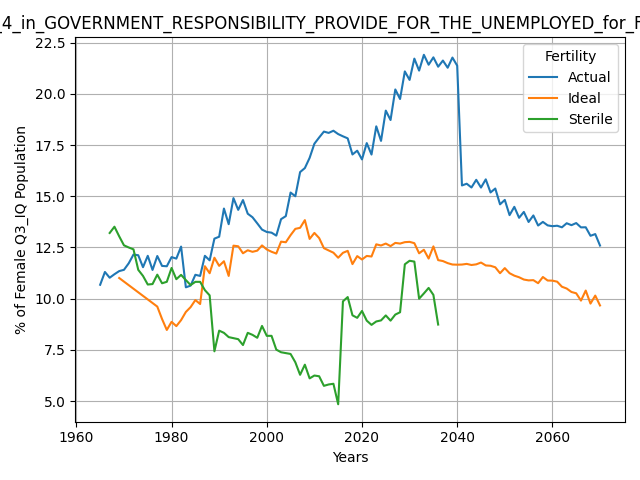 _4_in_GOVERNMENT_RESPONSIBILITY_PROVIDE_FOR_THE_UNEMPLOYED_for_F
22.5
20.0
17.5
15.0
12.5
10.0
7.5
5.0
% of Female Q3_IQ Population
Fertility
Actual
Ideal
Sterile
1960
1980
2000
2020
2040
2060
Years